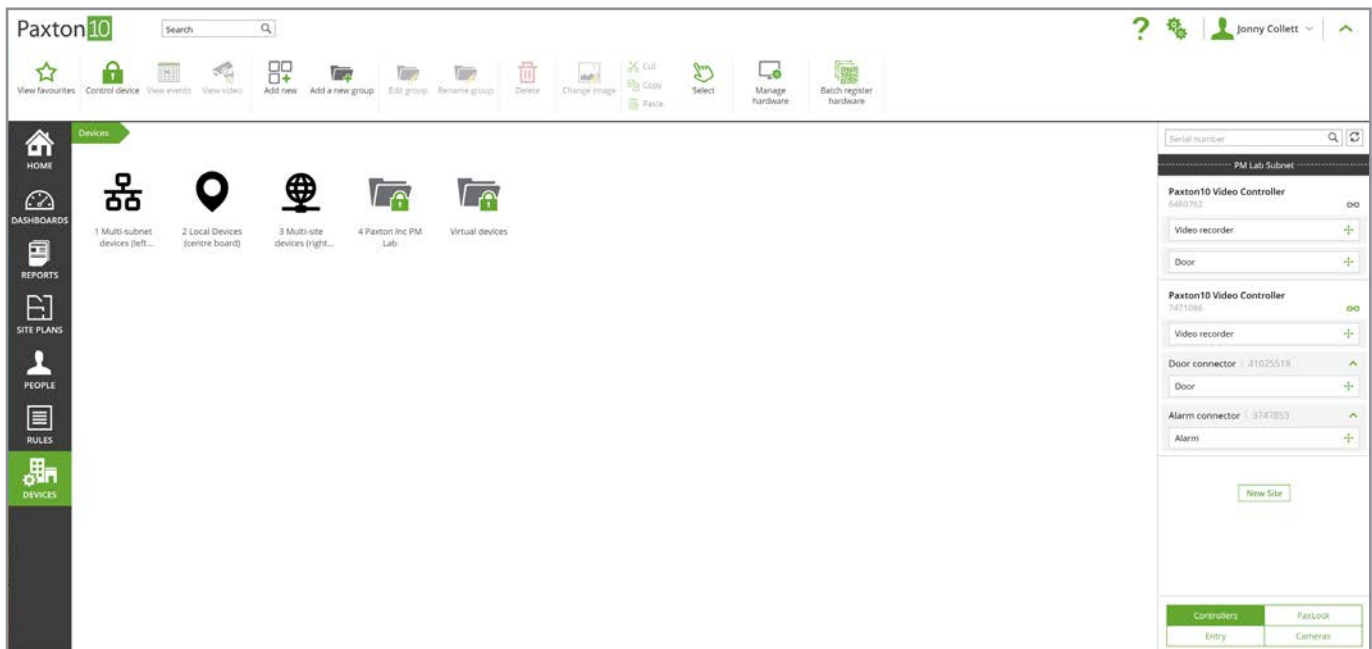 Paxton10
Search
Jonny Collett
View favourites
Control device
View events
View video
Add new
Add a new group
Edit group
Rename group
Delete
Change image
Cut
Copy
Paste
Select
Manage
hardware
Batch register
hardware
HOME
DASHBOARDS
REPORTS
SITE PLANS
PEOPLE
RULES
DEVICES
Devices
1 Multi-subnet
devices (left...
2 Local Devices
(centre board)
3 Multi-site
devices (right...
4 Paxton Inc PM
Lab
Virtual devices
Serial number
PM Lab Subnet
Paxton10 Video Controller
6460762
Video recorder
Door
Paxton10 Video Controller
7471086
Video recorder
Door connector | 41025518
Door
Alarm connector | 3747853
Alarm
New Site
Controllers
PaxLock
Entry
Cameras